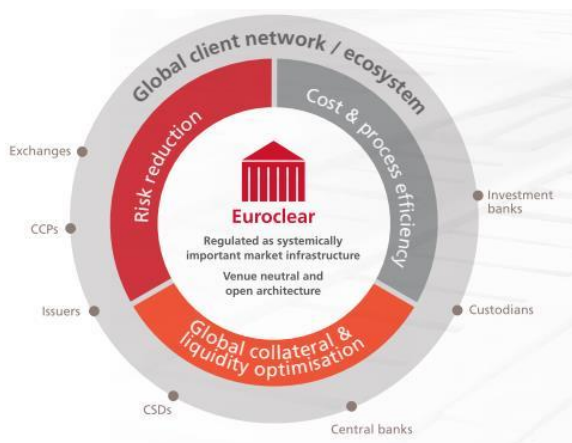 Global client network / ecosystem
Risk reduction
Cost & process efficiency
Euroclear
Regulated as systemically
important market infrastructure
Venue neutral and
open architecture
Global collateral &
liquidity optimisation
Exchanges
CCPs
Issuers
CSDs
Central banks
Custodians
Investment
banks